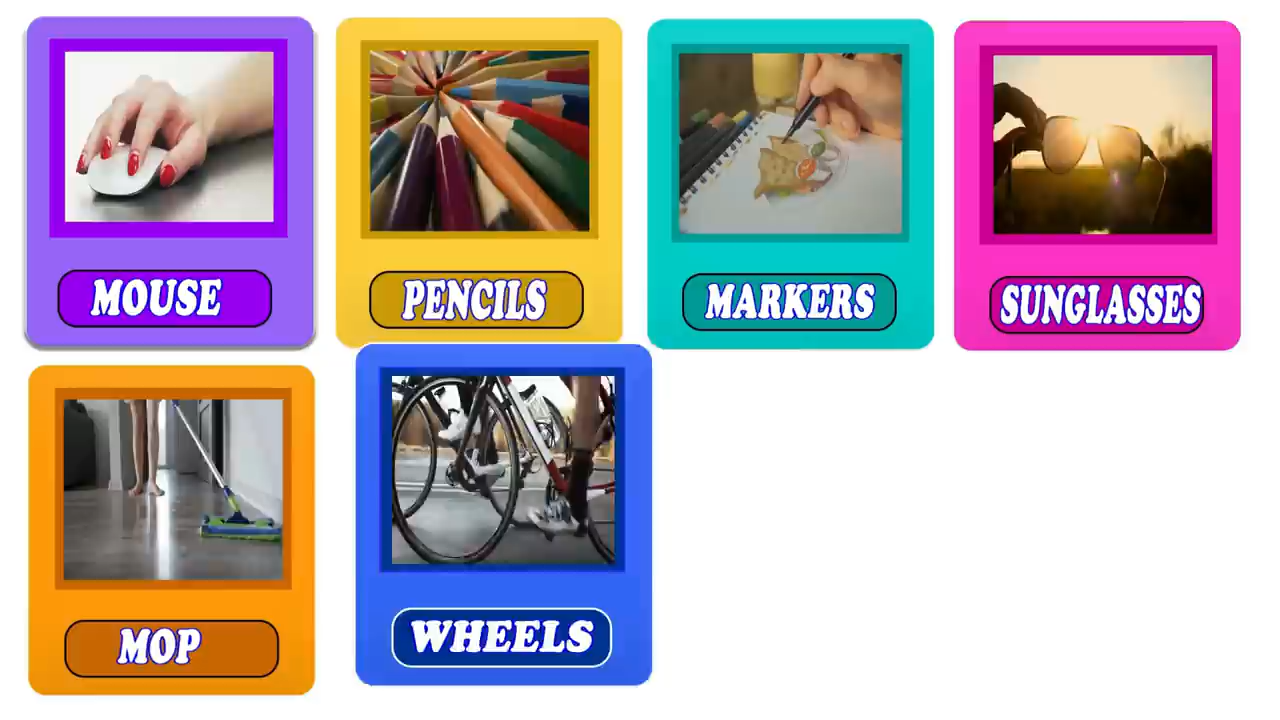 MOUSE
PENCILS
MARKERS
SUNGLASSES
MOP
WHEELS